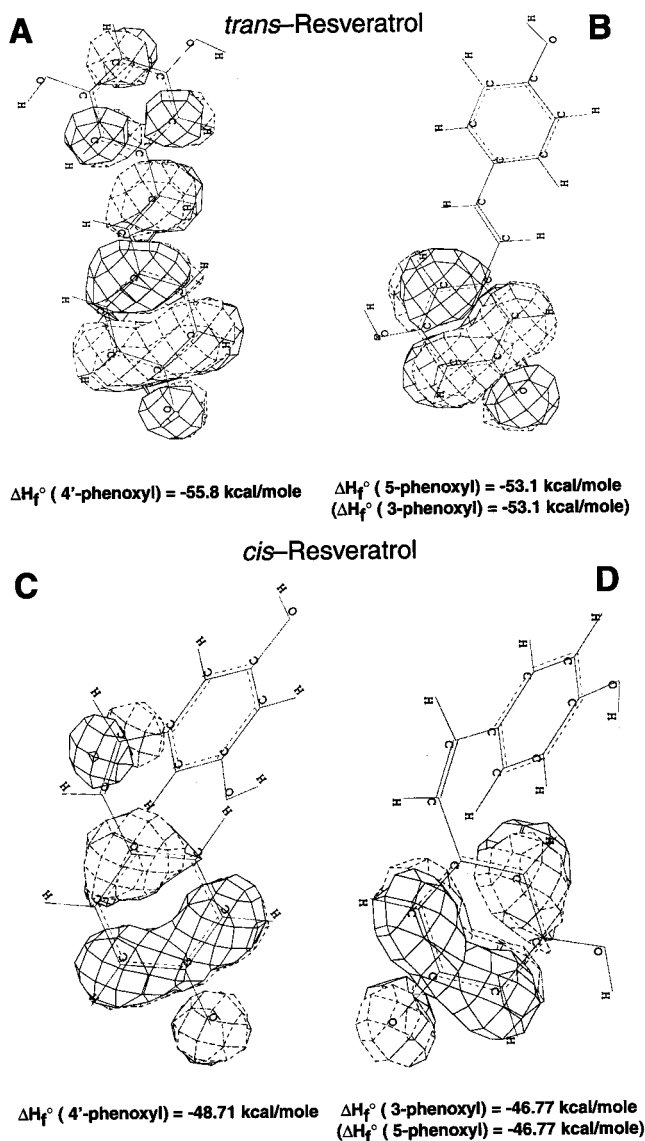 A
trans–Resveratrol
B
ΔHf° ( 4'-phenoxyl) = -55.8 kcal/mole
ΔHf° ( 5-phenoxyl) = -53.1 kcal/mole
(ΔHf° ( 3-phenoxyl) = -53.1 kcal/mole)
cis–Resveratrol
C
D
ΔHf° ( 4'-phenoxyl) = -48.71 kcal/mole
ΔHf° ( 3-phenoxyl) = -46.77 kcal/mole
(ΔHf° ( 5-phenoxyl) = -46.77 kcal/mole)